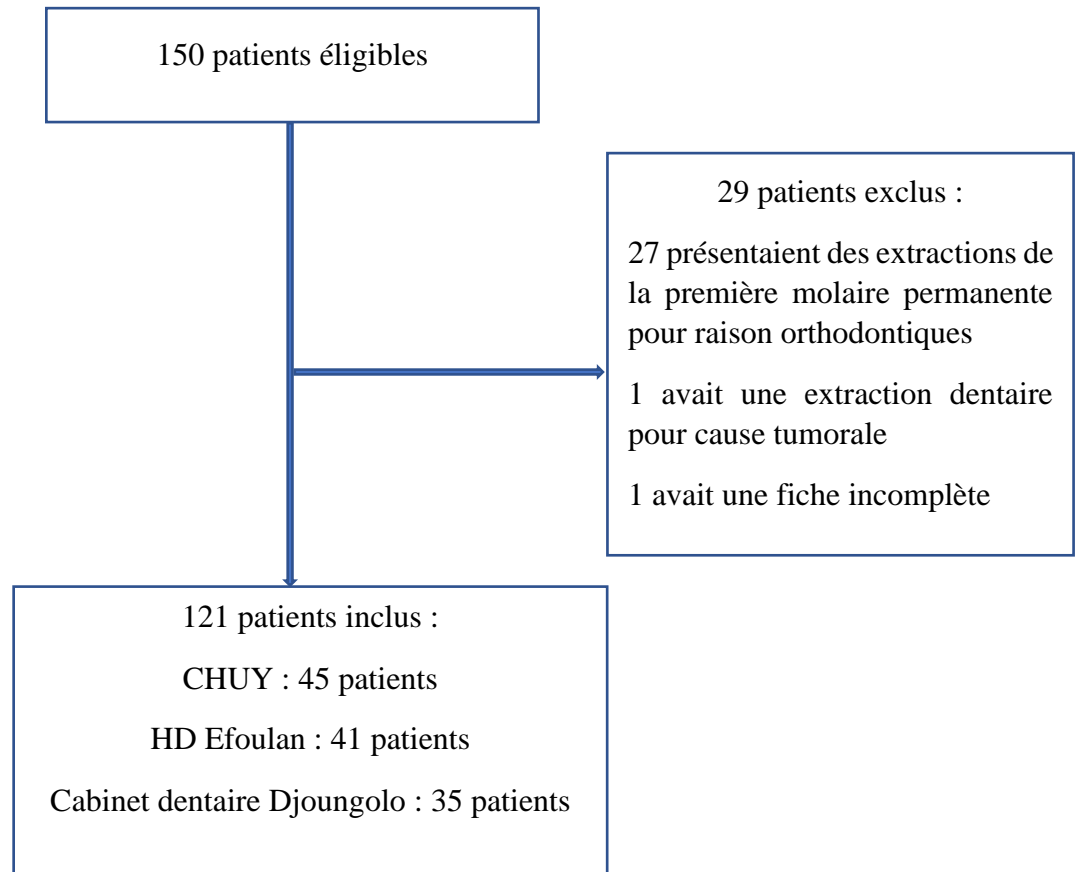 150 patients éligibles
29 patients exclus :
27 présentaient des extractions de
la première molaire permanente
pour raison orthodontiques
1 avait une extraction dentaire
pour cause tumorale
1 avait une fiche incomplète
121 patients inclus :
CHUY : 45 patients
HD Efoulan : 41 patients
Cabinet dentaire Djoungolo : 35 patients